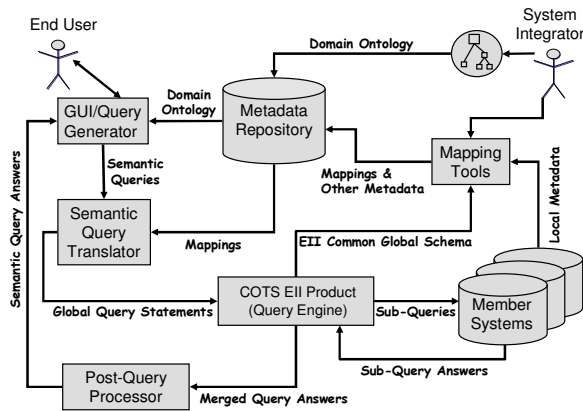 End User
System
Integrator
Domain Ontology
GUI/Query
Generator
Domain
Ontology
Metadata
Repository
Mapping
Tools
Semantic
Queries
Mappings &
Other Metadata
Semantic Query Answers
Local Metadata
Semantic
Query
Translator
Mappings
EII Common Global Schema
Global Query Statements
COTS EII Product
(Query Engine)
Sub-Queries
Member
Systems
Sub-Query Answers
Post-Query
Processor
Merged Query Answers